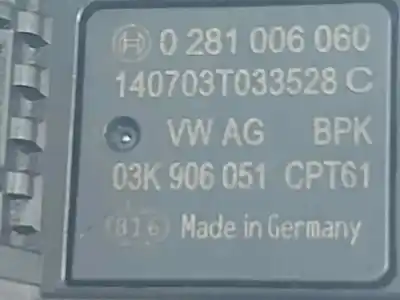 0 281 006 060
140703T033528 C
VW AG BPK
03K 906 051 CPT61
816 Made in Germany